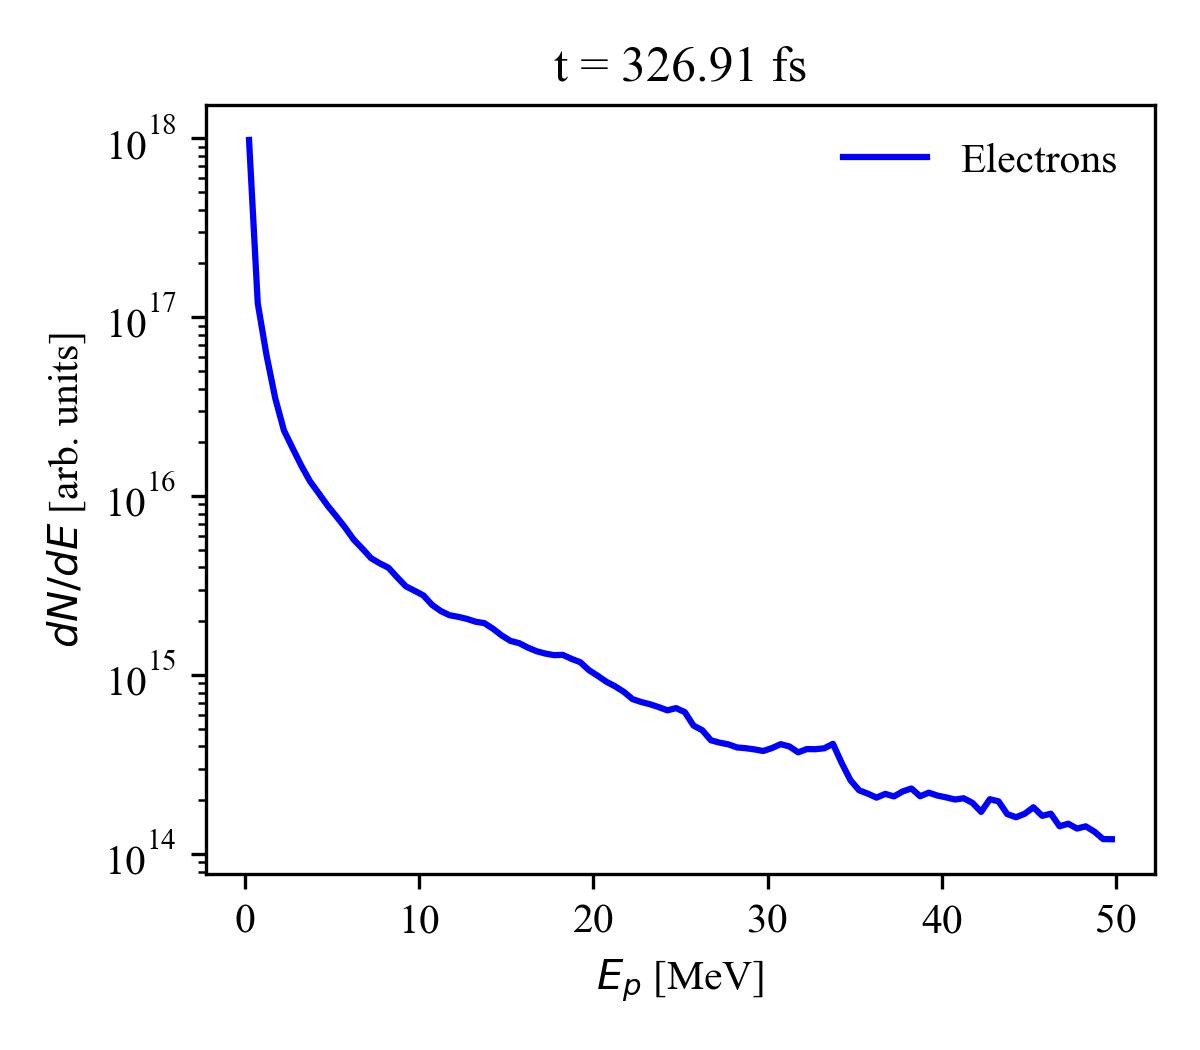 t = 326.91 fs
Electrons
10^18
10^17
10^16
10^15
10^14
dN/dE [arb. units]
0 10 20 30 40 50
E_p [MeV]